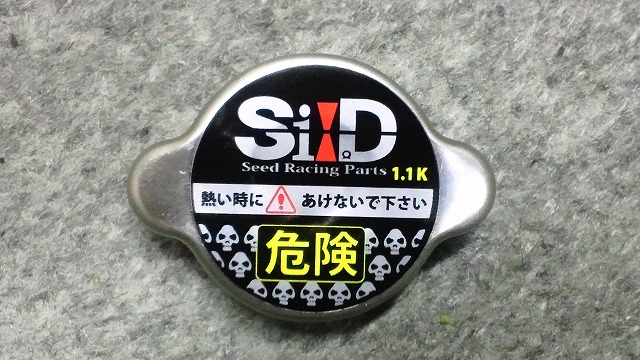 Si!D
Seed Racing Parts 1.1K
熱い時に ! あけないで下さい
危険